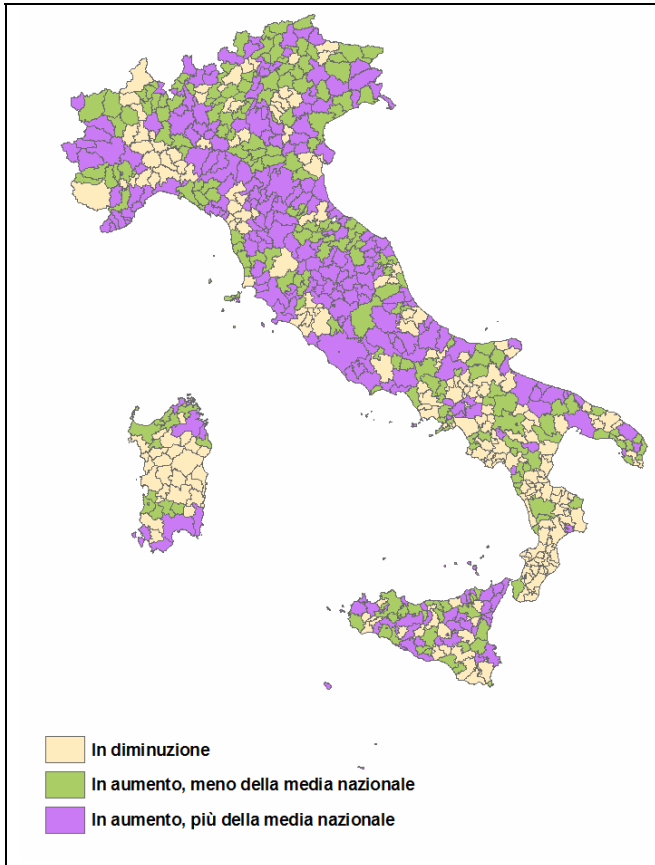 In diminuzione
In aumento, meno della media nazionale
In aumento, più della media nazionale